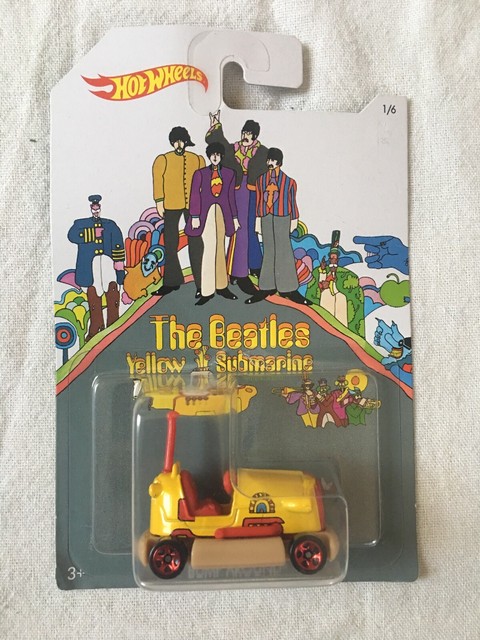 HOT WHEELS
1/6
The Beatles
Yellow Submarine
3+